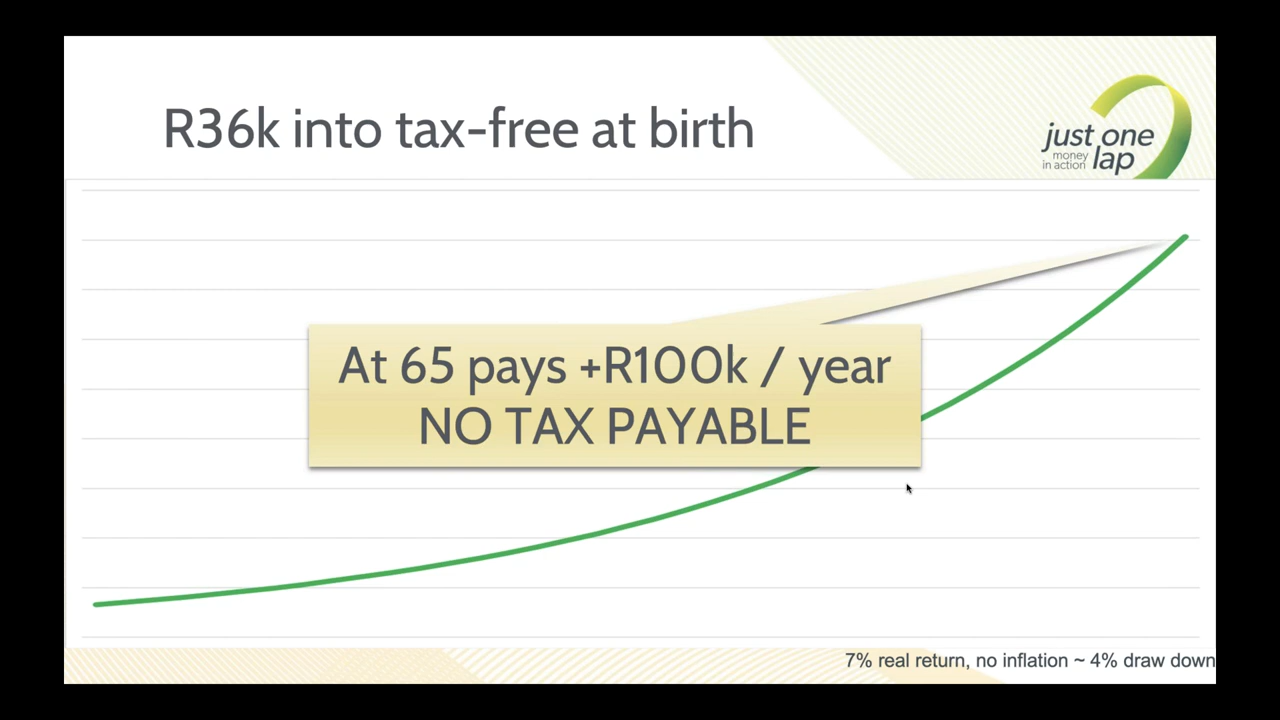 R36k into tax-free at birth
just one
money
in action lap
At 65 pays +R100k / year
NO TAX PAYABLE
7% real return, no inflation ~ 4% draw down